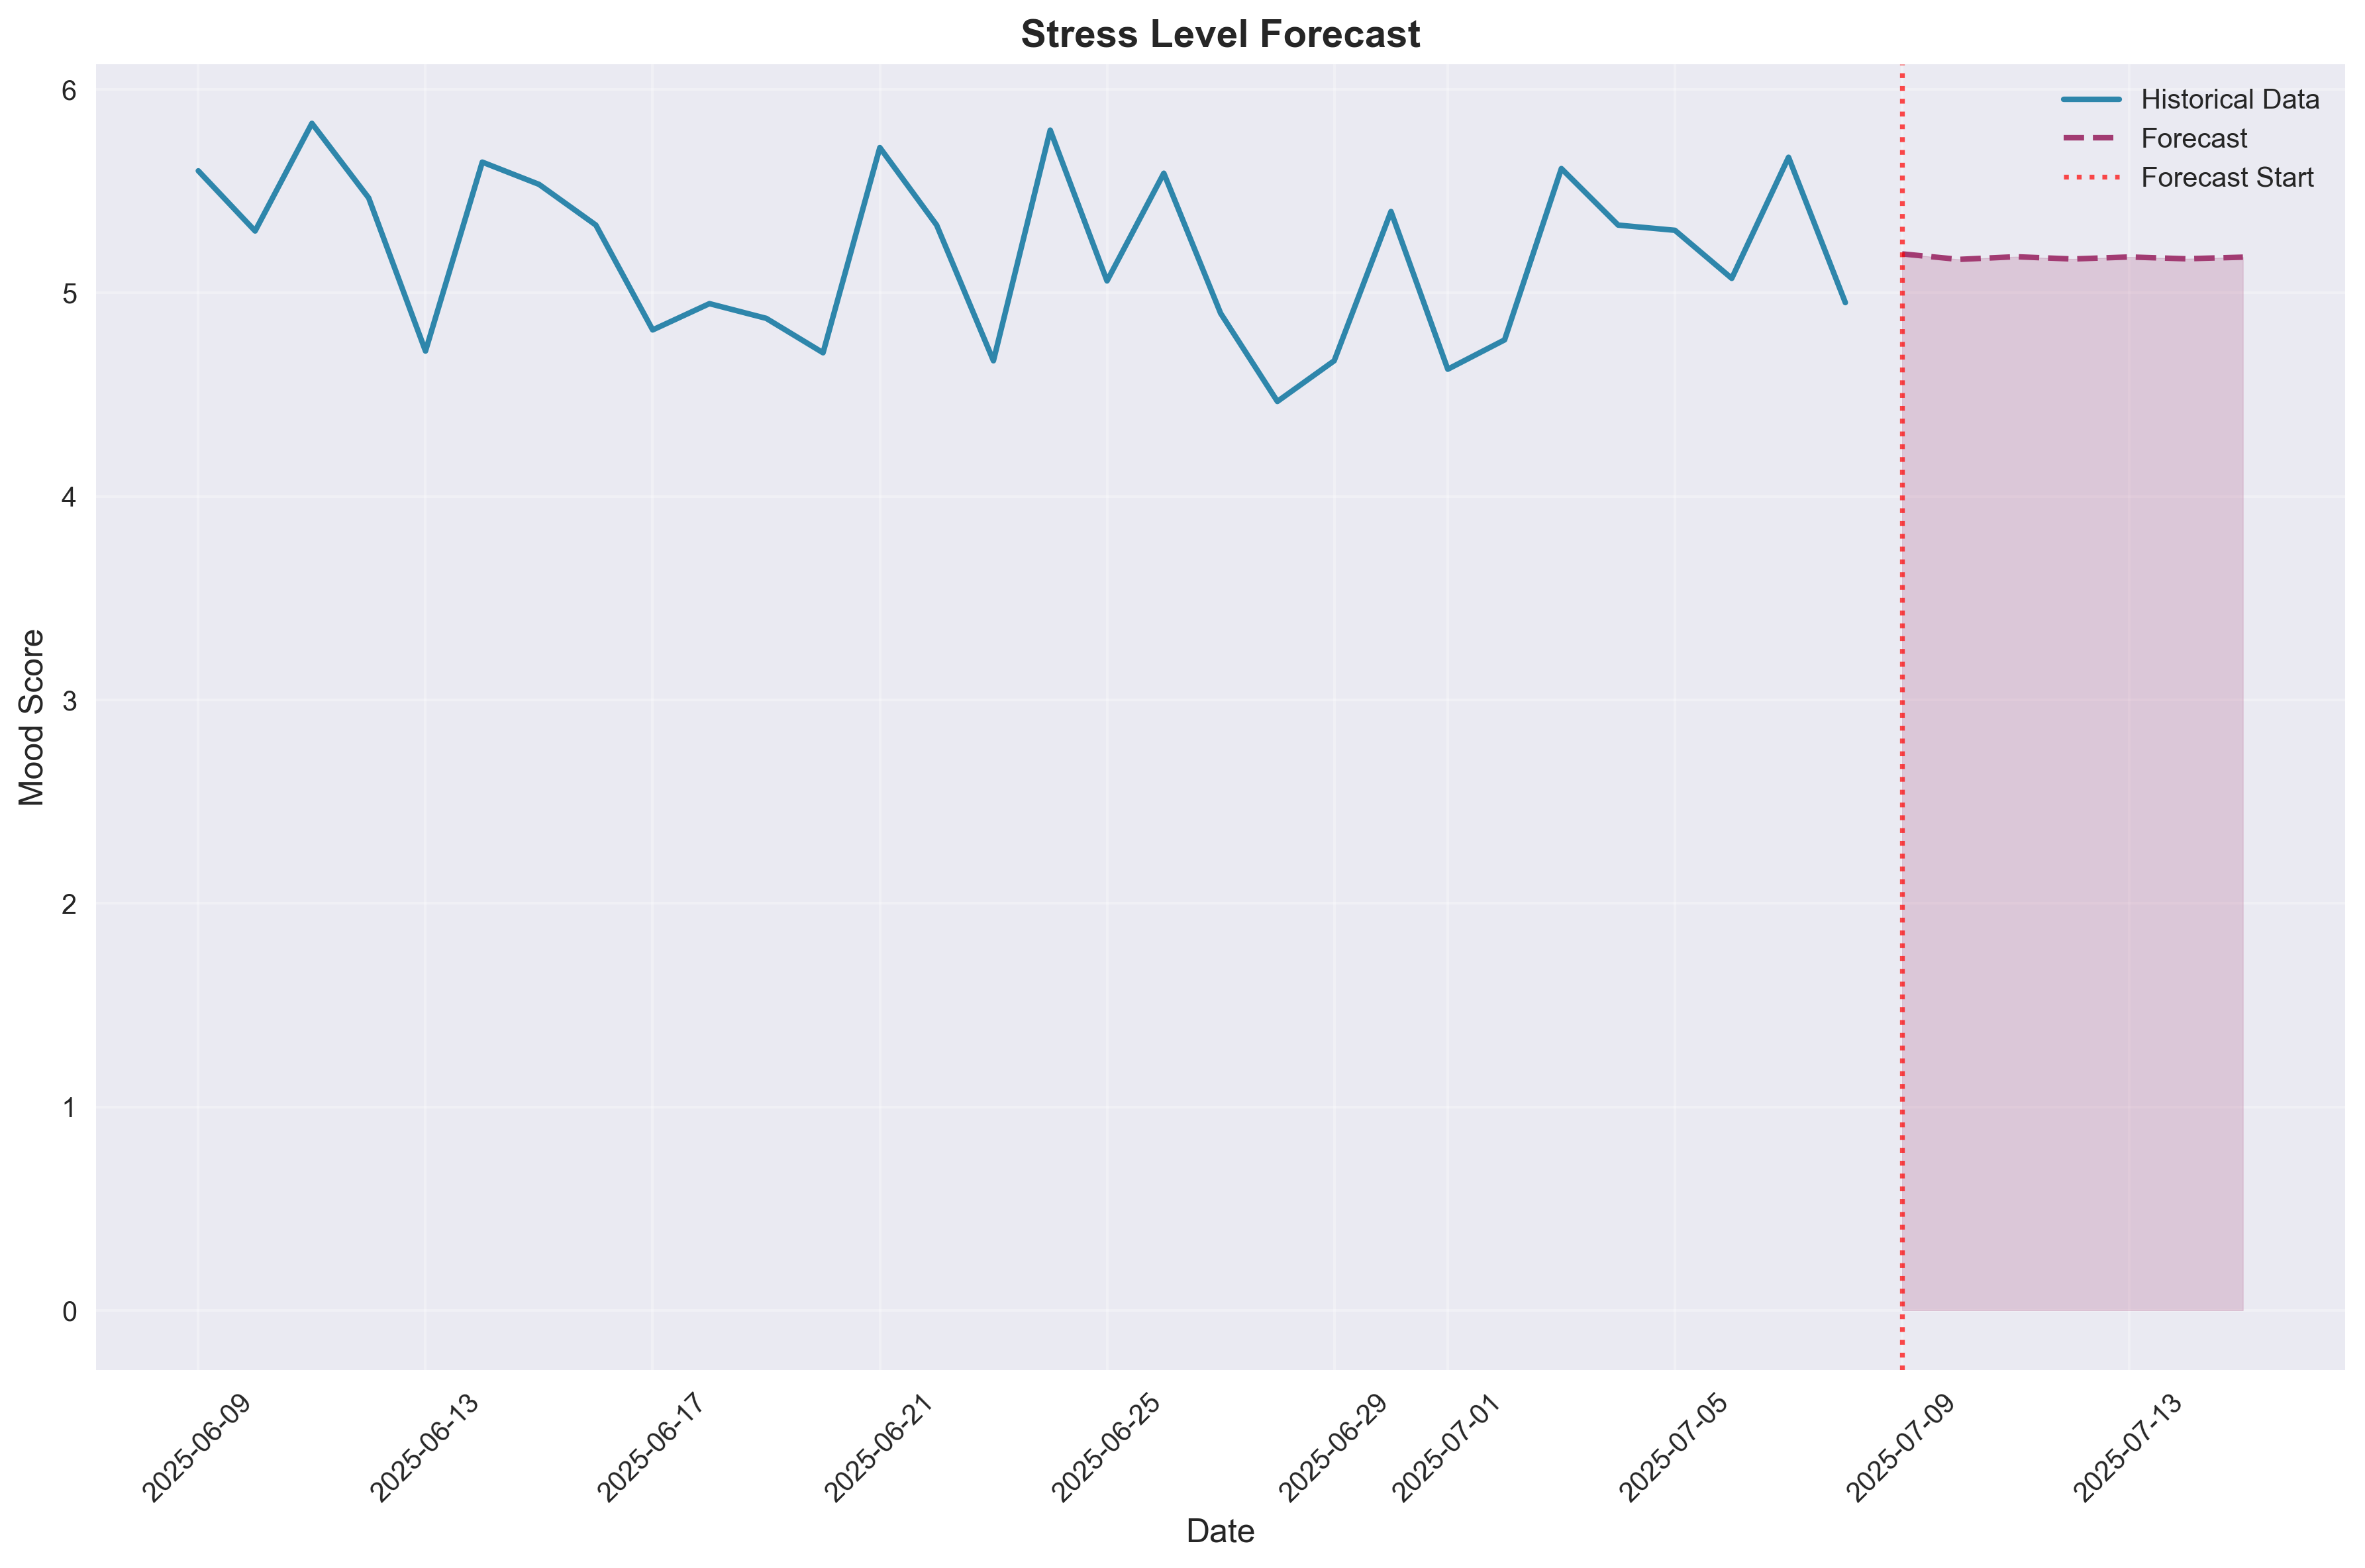 Stress Level Forecast
Historical Data
Forecast
Forecast Start
Mood Score
6
5
4
3
2
1
0
2025-06-09
2025-06-13
2025-06-17
2025-06-21
2025-06-25
2025-06-29
2025-07-01
2025-07-05
2025-07-09
2025-07-13
Date